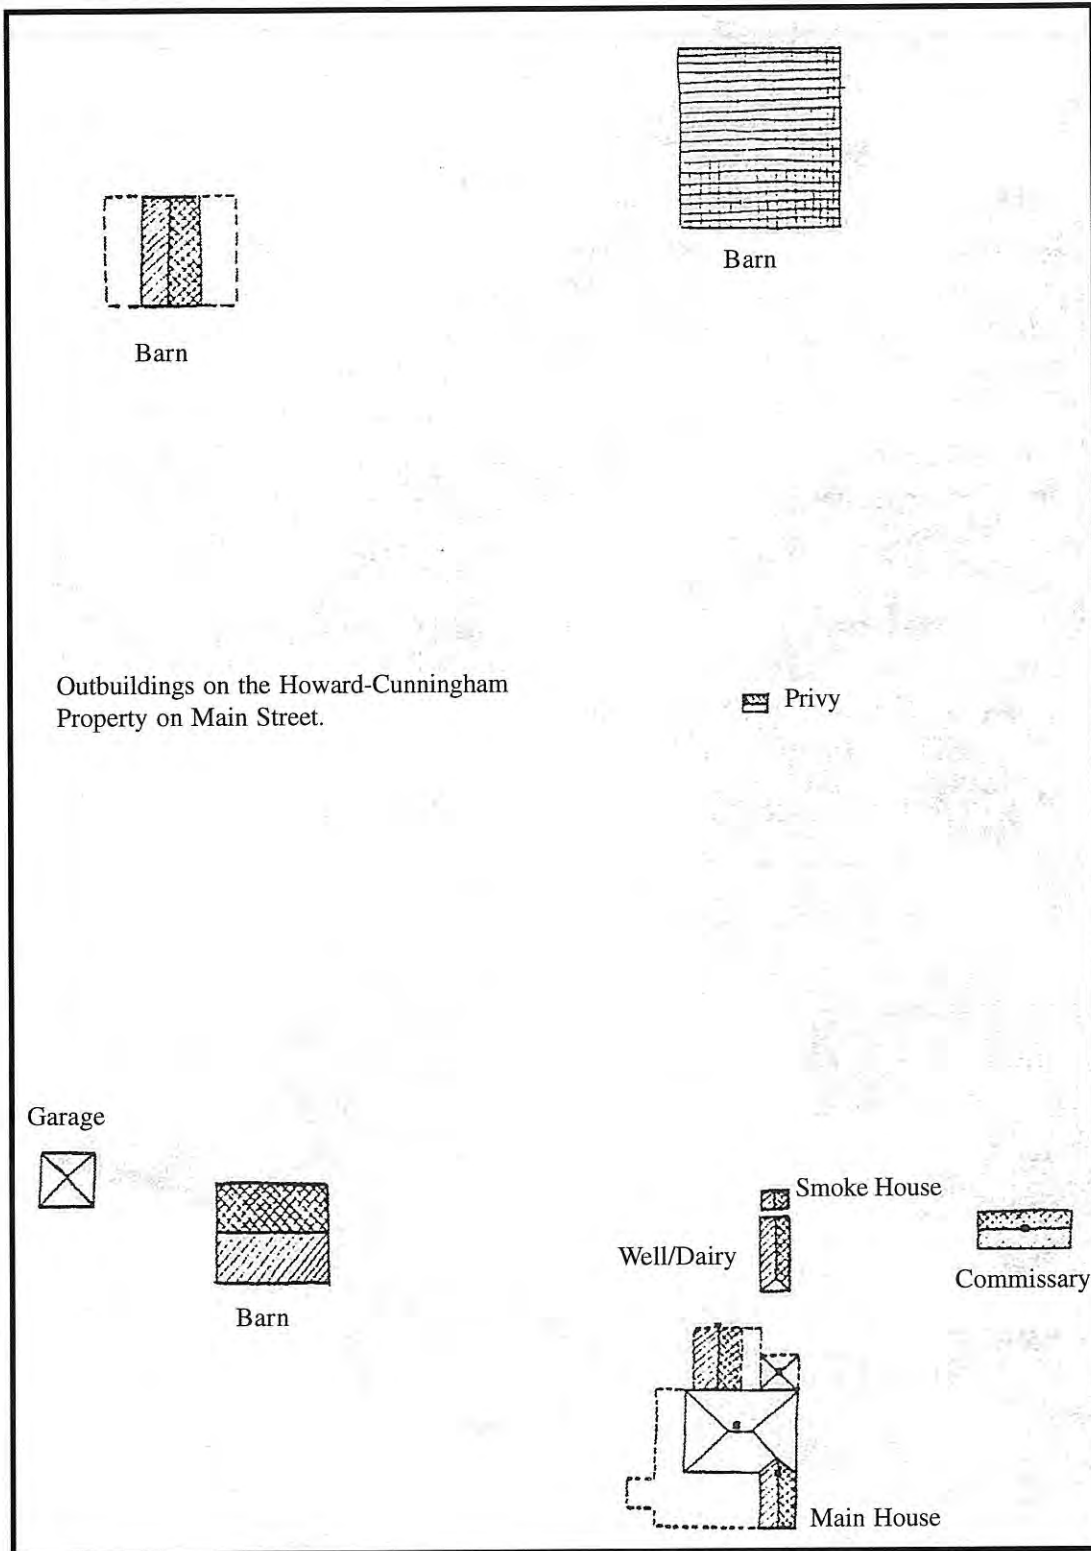 Barn
Barn
Outbuildings on the Howard-Cunningham
Property on Main Street.
Privy
Garage
Smoke House
Well/Dairy
Commissary
Barn
Main House